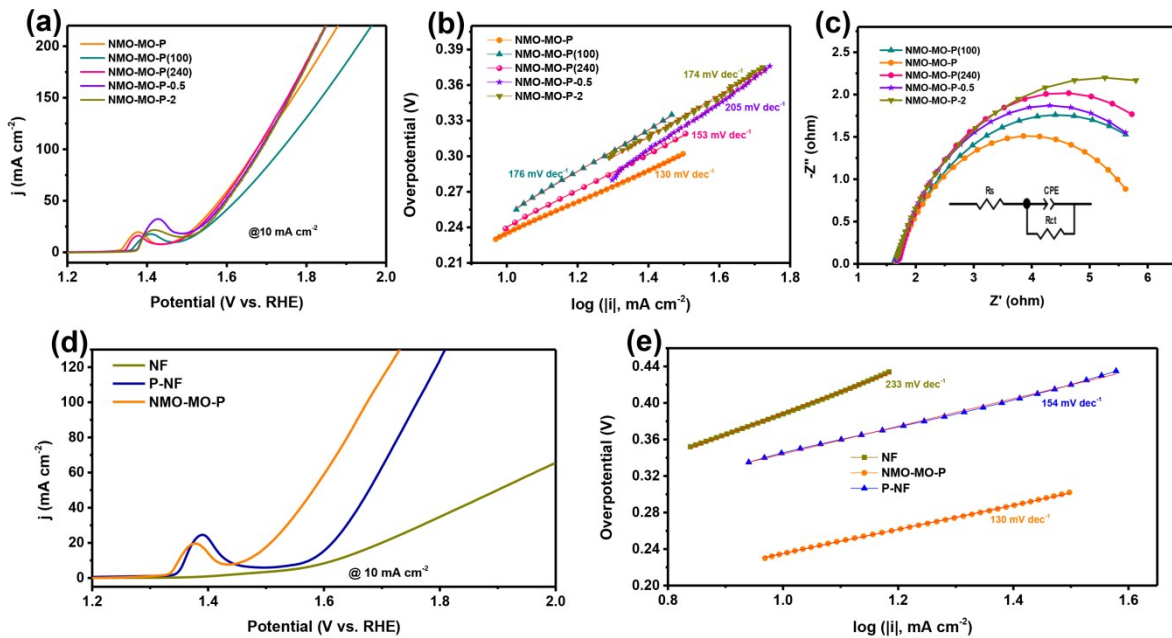 (a)
NMO-MO-P
NMO-MO-P(100)
NMO-MO-P(240)
NMO-MO-P-0.5
NMO-MO-P-2
@10 mA cm⁻²
j (mA cm⁻²)
200
150
100
50
0
1.2 1.4 1.6 1.8 2.0
Potential (V vs. RHE)
(b)
NMO-MO-P
NMO-MO-P(100)
NMO-MO-P(240)
NMO-MO-P-0.5
NMO-MO-P-2
174 mV dec⁻¹
205 mV dec⁻¹
153 mV dec⁻¹
176 mV dec⁻¹
130 mV dec⁻¹
Overpotential (V)
0.39
0.36
0.33
0.30
0.27
0.24
0.21
1.0 1.2 1.4 1.6 1.8
log (|i|, mA cm⁻²)
(c)
NMO-MO-P(100)
NMO-MO-P
NMO-MO-P(240)
NMO-MO-P-0.5
NMO-MO-P-2
Rs
CPE
Rct
-Z" (ohm)
2.5
2.0
1.5
1.0
0.5
0.0
1 2 3 4 5 6
Z' (ohm)
(d)
NF
P-NF
NMO-MO-P
@ 10 mA cm⁻²
j (mA cm⁻²)
120
100
80
60
40
20
0
1.2 1.4 1.6 1.8 2.0
Potential (V vs. RHE)
(e)
233 mV dec⁻¹
154 mV dec⁻¹
NF
NMO-MO-P
P-NF
130 mV dec⁻¹
Overpotential (V)
0.44
0.40
0.36
0.32
0.28
0.24
0.20
0.8 1.0 1.2 1.4 1.6
log (|i|, mA cm⁻²)